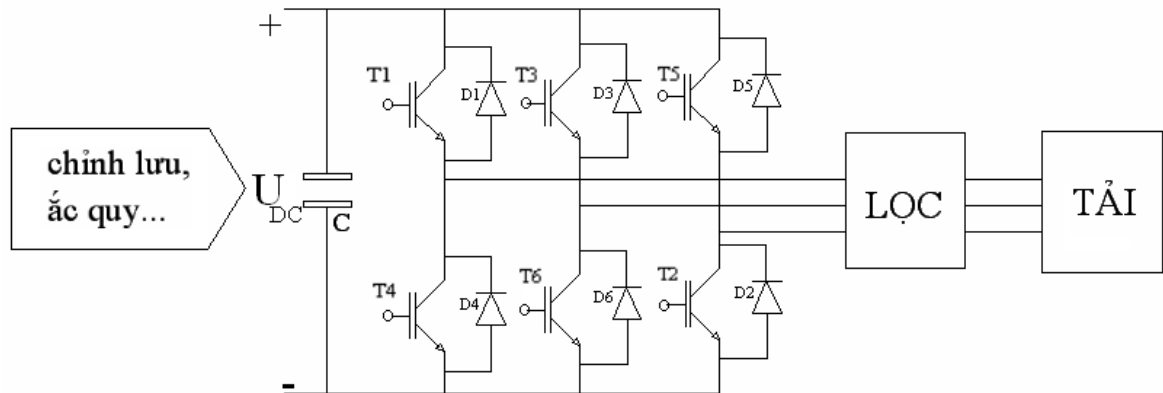 +
T1
D1
T3
D3
T5
D5
chỉnh lưu,
ắc quy...
U
DC
C
LỌC
TẢI
T4
D4
T6
D6
T2
D2
-